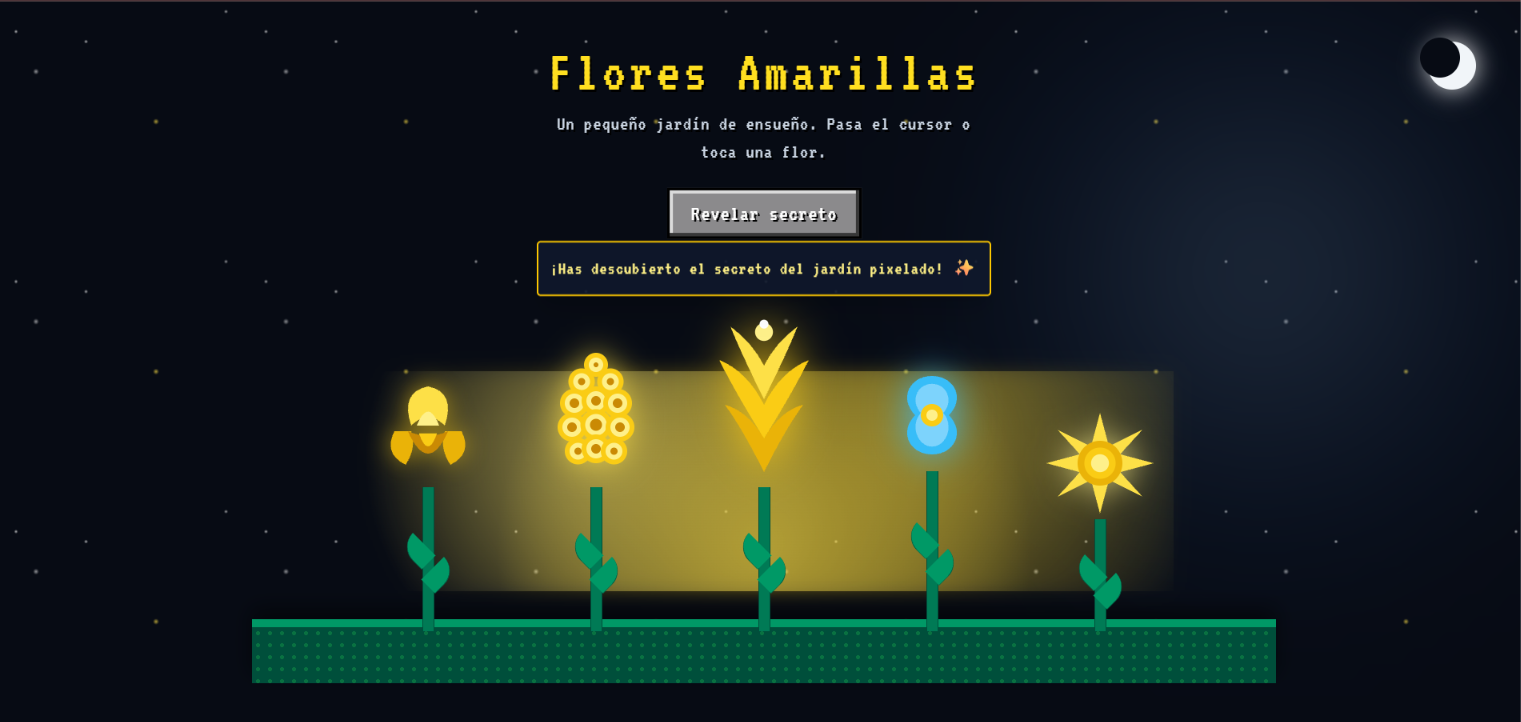 Flores Amarillas
Un pequeño jardín de ensueño. Pasa el cursor o
toca una flor.
Revelar secreto
¡Has descubierto el secreto del jardín pixelado! ✨